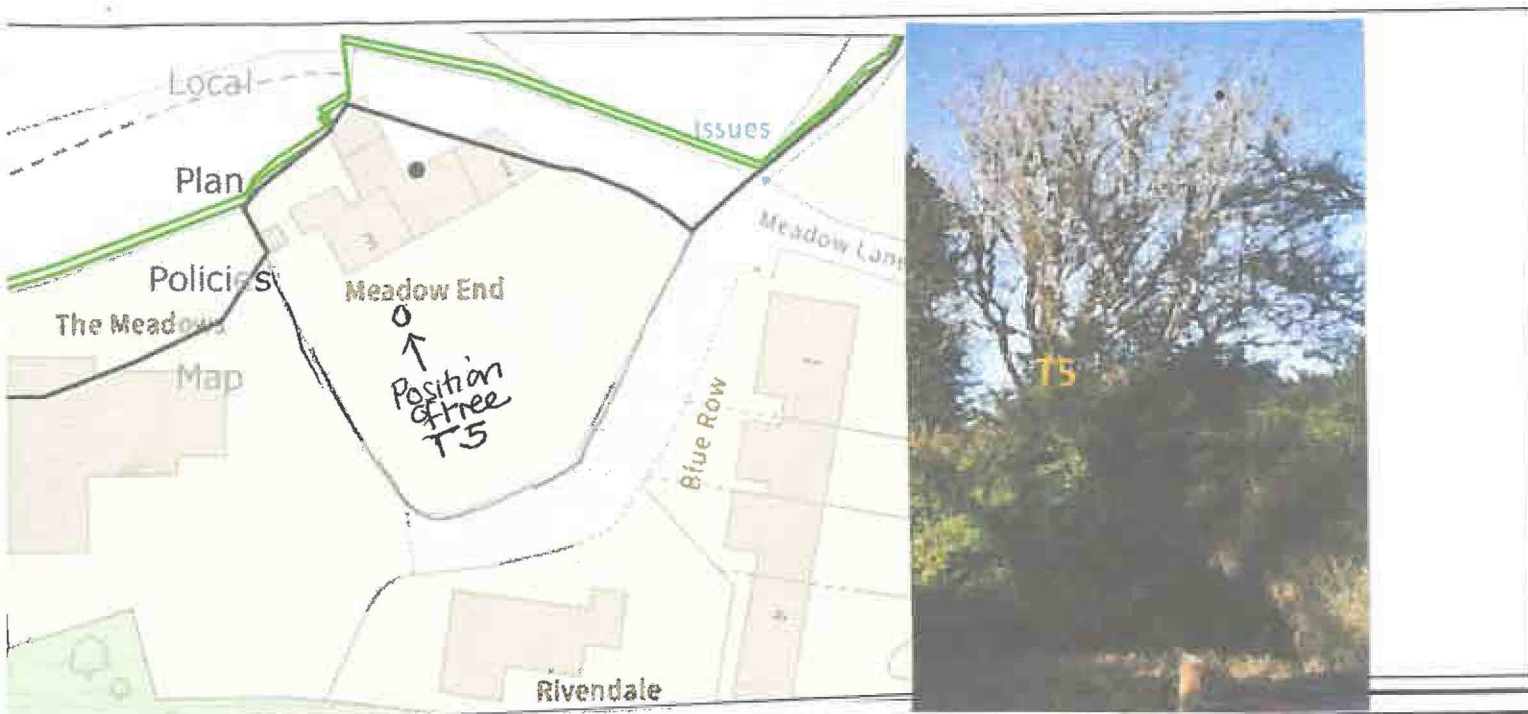 Local
Issues
Plan
Meadow Lane
Policies
Meadow End
The Meadows
O
↑
Map
Position
of tree
T5
Blue Row
T5
Rivendale